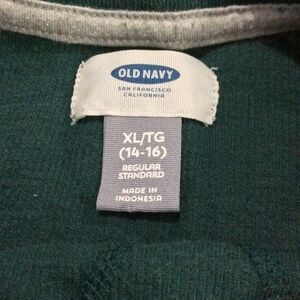 OLD NAVY
SAN FRANCISCO
CALIFORNIA
XL/TG
(14-16)
REGULAR
STANDARD
MADE IN
INDONESIA